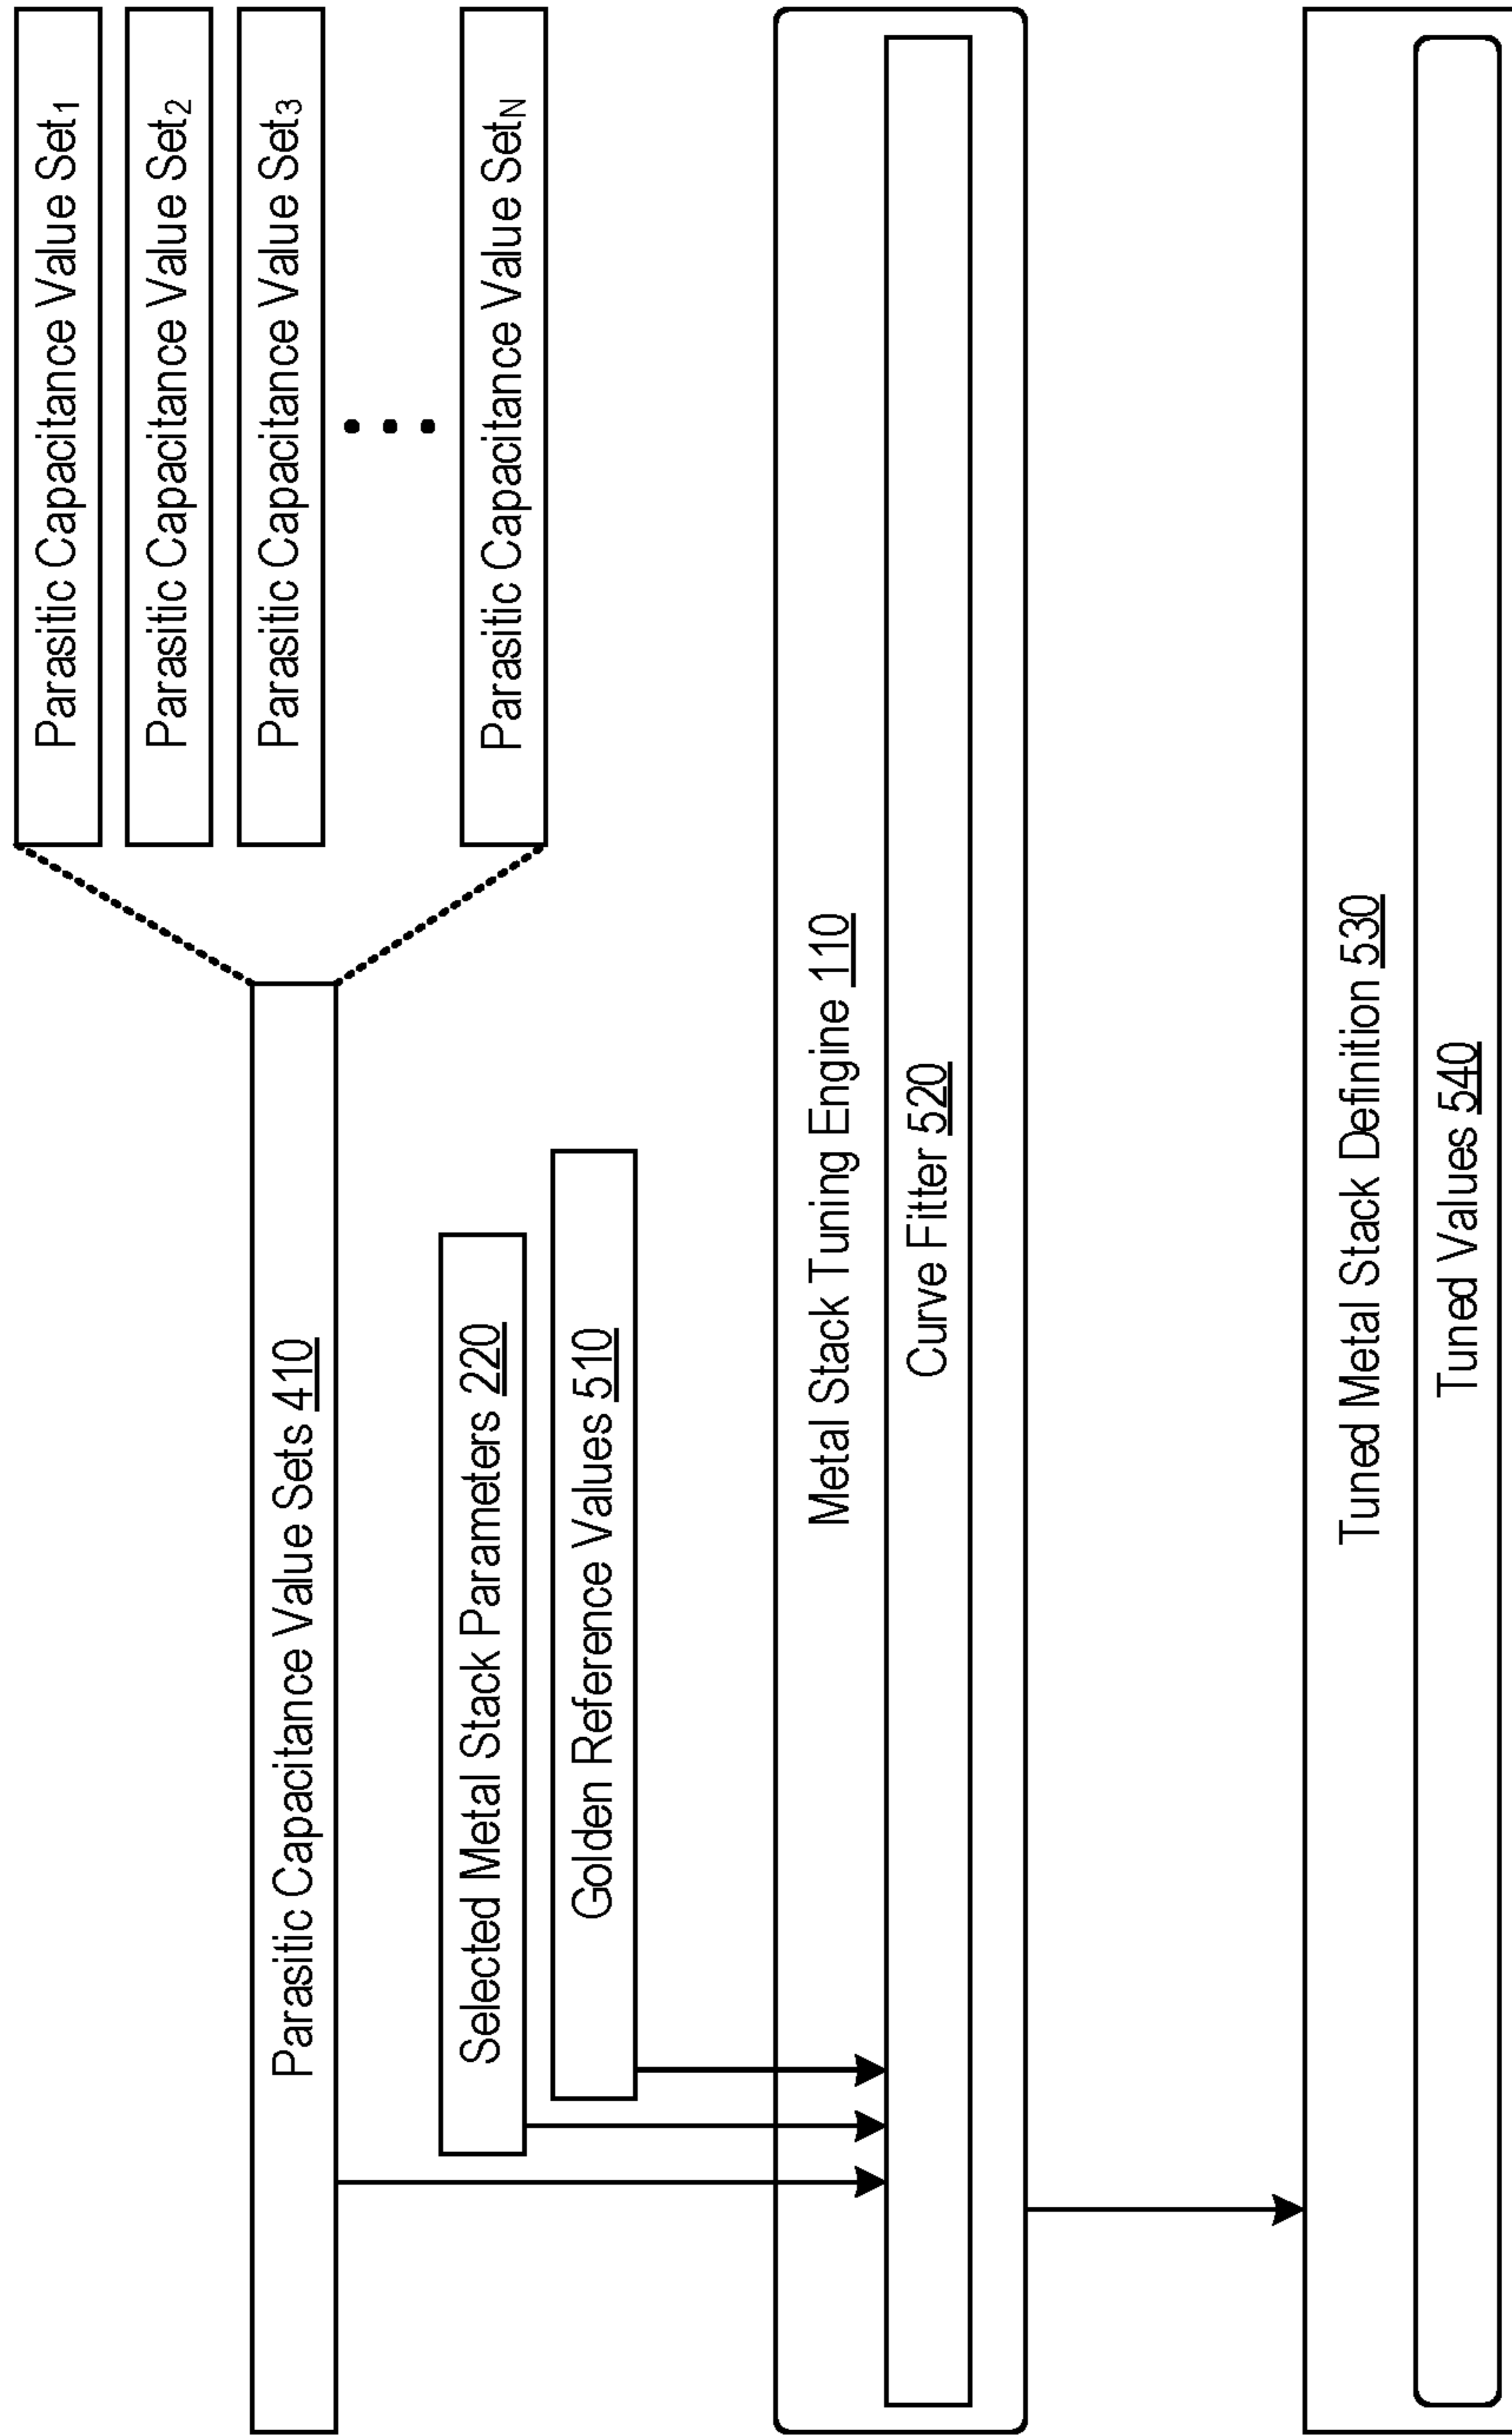 Parasitic Capacitance Value Set1
Parasitic Capacitance Value Set2
Parasitic Capacitance Value Set3
Parasitic Capacitance Value SetN
Parasitic Capacitance Value Sets 410
Selected Metal Stack Parameters 220
Golden Reference Values 510
Metal Stack Tuning Engine 110
Curve Fitter 520
Tuned Metal Stack Definition 530
Tuned Values 540